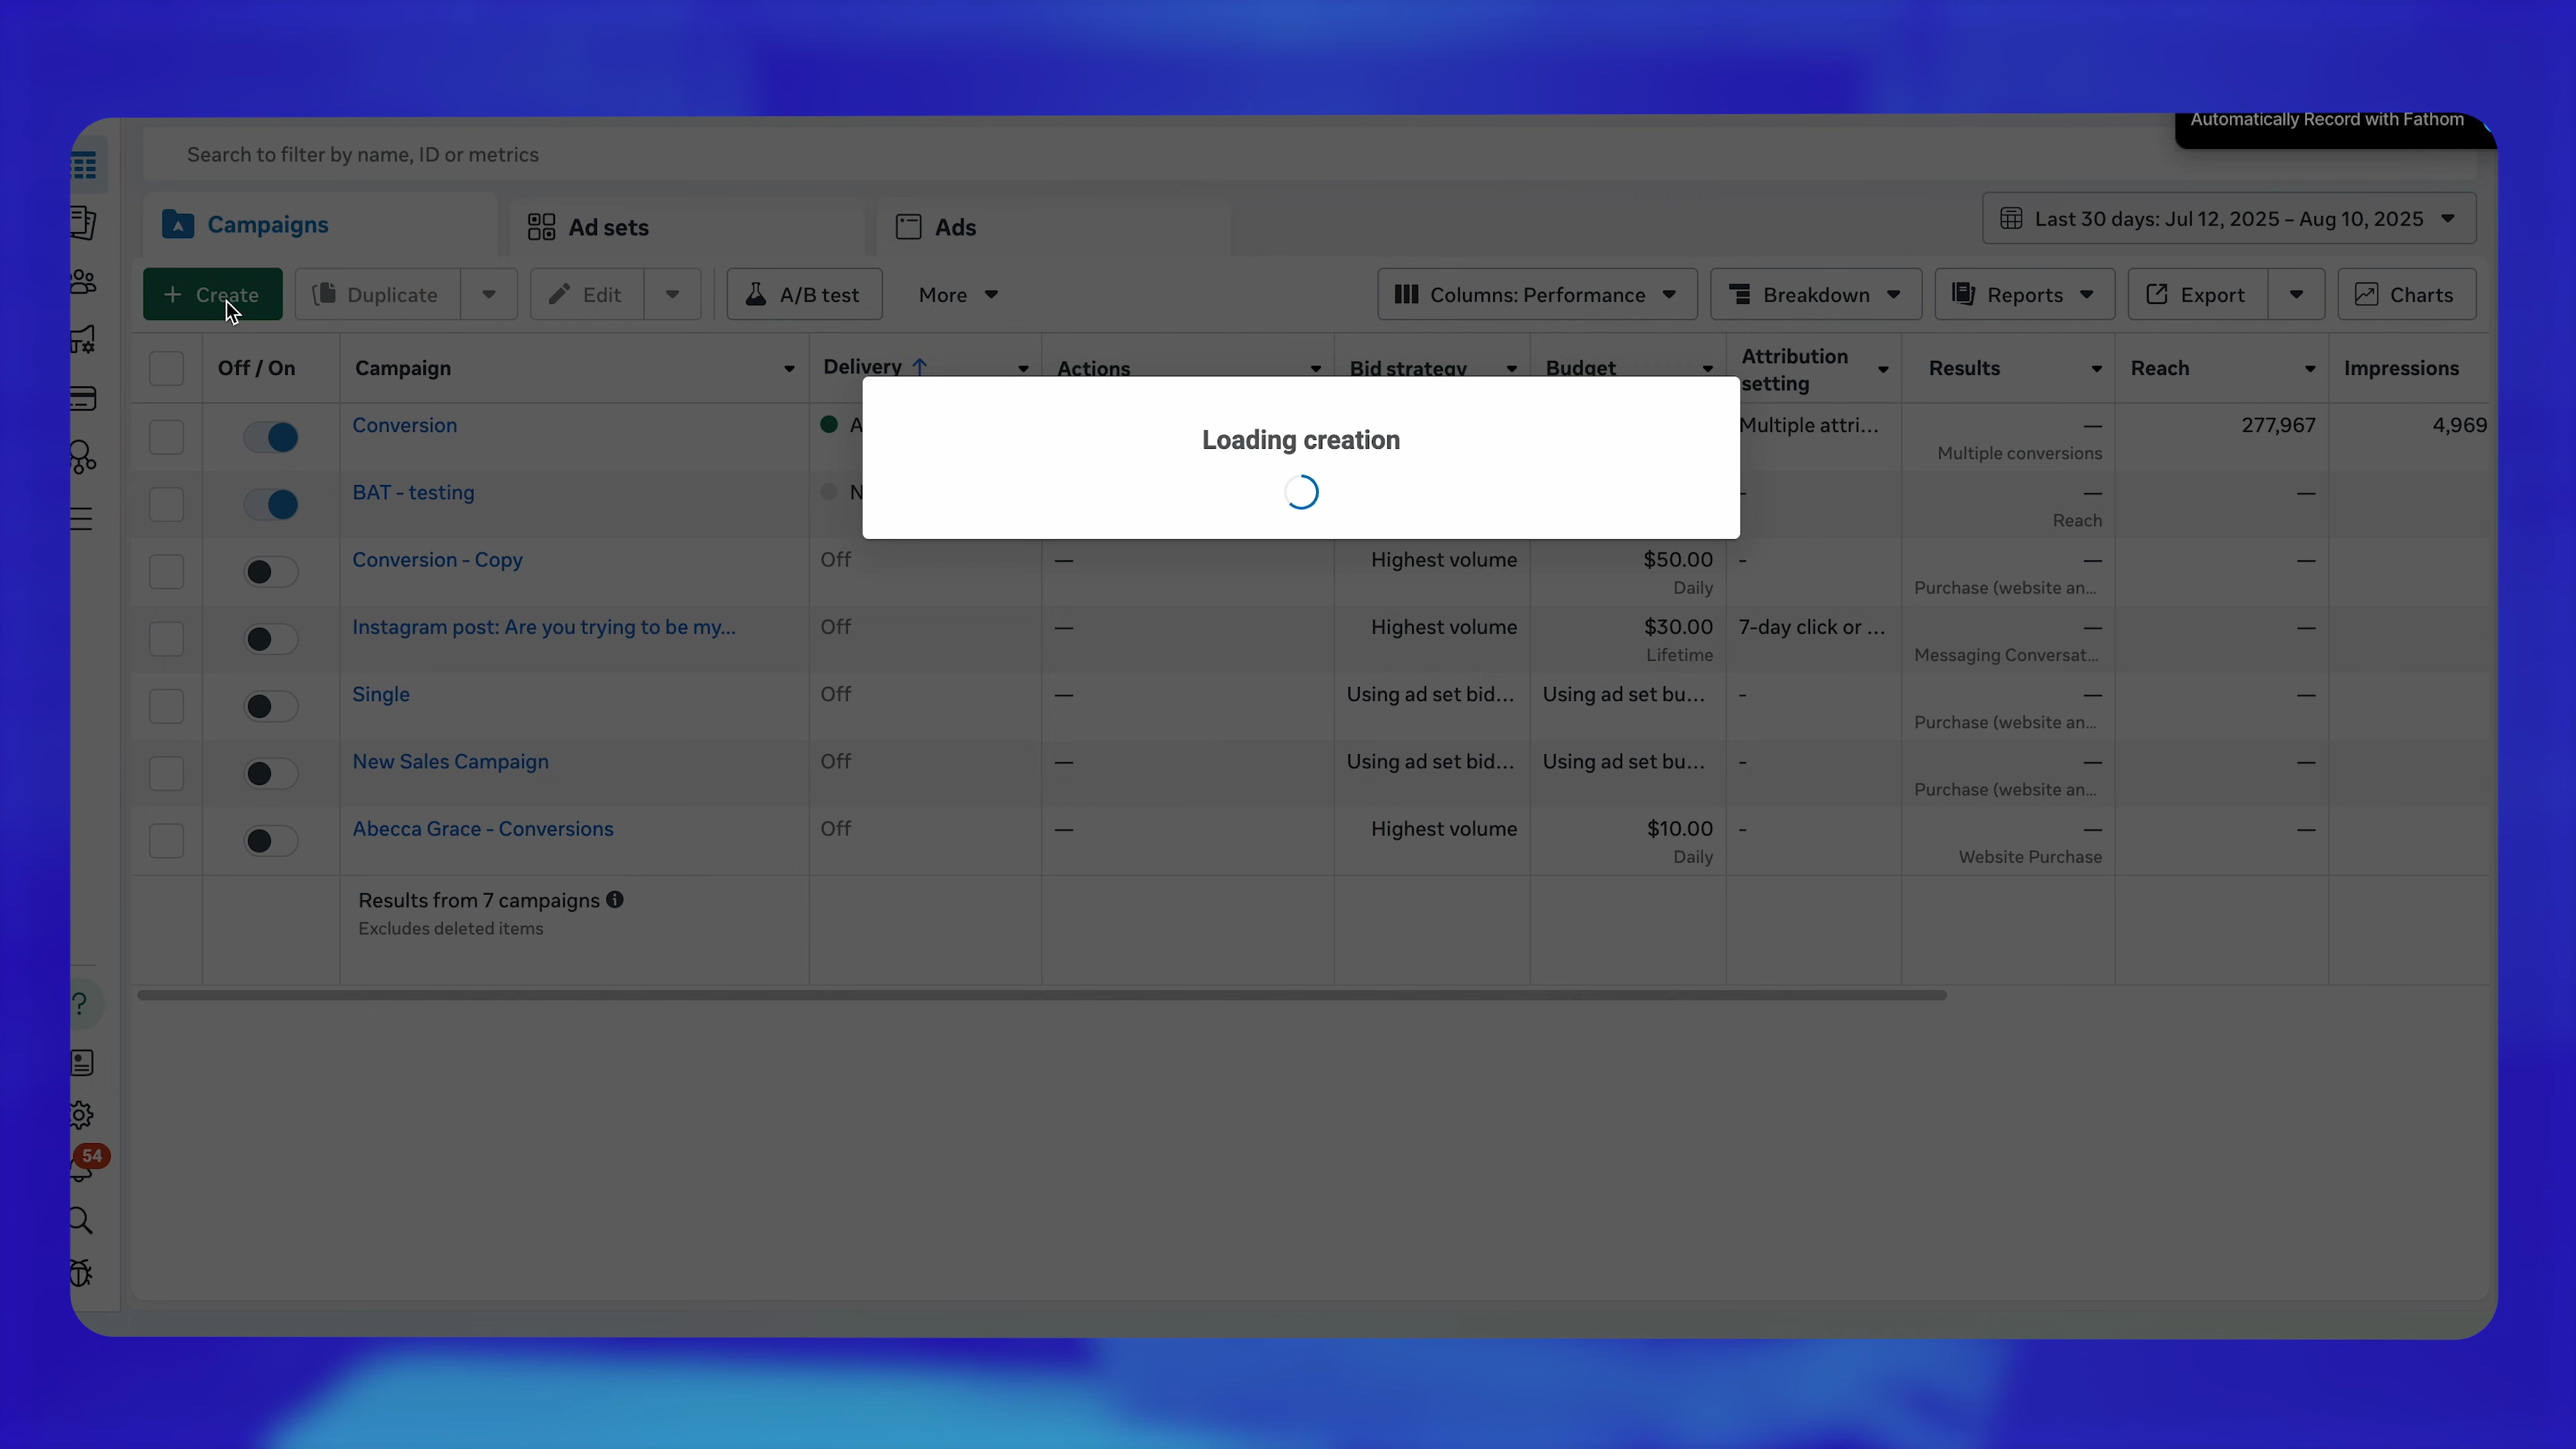 Automatically Record with Fathom
Search to filter by name, ID or metrics
Campaigns
Ad sets
Ads
Last 30 days: Jul 12, 2025 – Aug 10, 2025
+ Create
Duplicate
Edit
A/B test
More
Columns: Performance
Breakdown
Reports
Export
Charts
Off / On
Campaign
Delivery ↑
Actions
Bid strategy
Budget
Attribution
setting
Results
Reach
Impressions
Loading creation
Conversion
A
Multiple attri...
—
Multiple conversions
277,967
4,969
BAT - testing
N
-
—
Reach
—
Conversion - Copy
Off
—
Highest volume
$50.00
Daily
-
—
Purchase (website an...
—
Instagram post: Are you trying to be my...
Off
—
Highest volume
$30.00
Lifetime
7-day click or ...
—
Messaging Conversat...
—
Single
Off
—
Using ad set bid...
Using ad set bu...
-
—
Purchase (website an...
—
New Sales Campaign
Off
—
Using ad set bid...
Using ad set bu...
-
—
Purchase (website an...
—
Abecca Grace - Conversions
Off
—
Highest volume
$10.00
Daily
-
—
Website Purchase
—
Results from 7 campaigns
Excludes deleted items
?
54